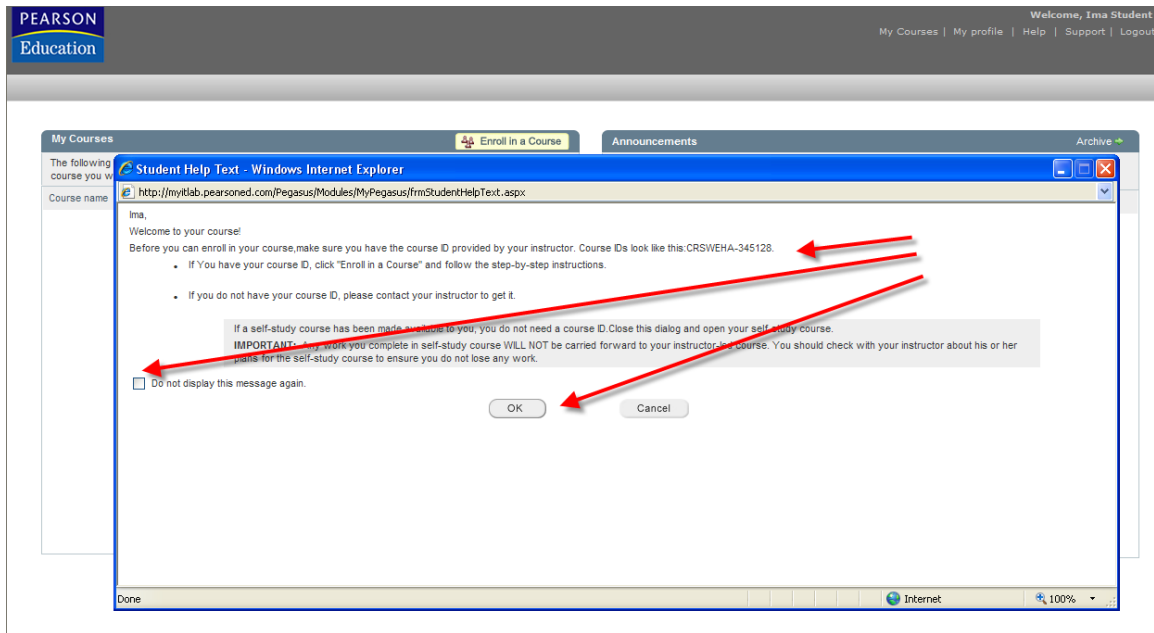 PEARSON
Education
Welcome, Ima Student
My Courses | My profile | Help | Support | Logout
My Courses
Enroll in a Course
Announcements
Archive
The following
course you w
Course name
Student Help Text - Windows Internet Explorer
http://myitlab.pearsoned.com/Pegasus/Modules/MyPegasus/frmStudentHelpText.aspx
Ima,
Welcome to your course!
Before you can enroll in your course,make sure you have the course ID provided by your instructor. Course IDs look like this:CRSWEHA-345128.
• If You have your course ID, click "Enroll in a Course" and follow the step-by-step instructions.
• If you do not have your course ID, please contact your instructor to get it.
If a self-study course has been made available to you, you do not need a course ID.Close this dialog and open your self-study course.
IMPORTANT: Any work you complete in self-study course WILL NOT be carried forward to your instructor-led course. You should check with your instructor about his or her
plans for the self-study course to ensure you do not lose any work.
Do not display this message again.
OK
Cancel
Done
Internet
100%